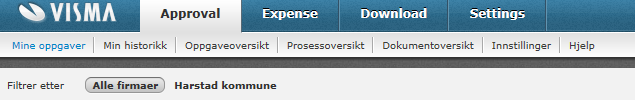 VISMA Approval Expense Download Settings
Mine oppgaver Min historikk Oppgaveoversikt Prosessoversikt Dokumentoversikt Innstillinger Hjelp
Filtrer etter Alle firmaer Harstad kommune